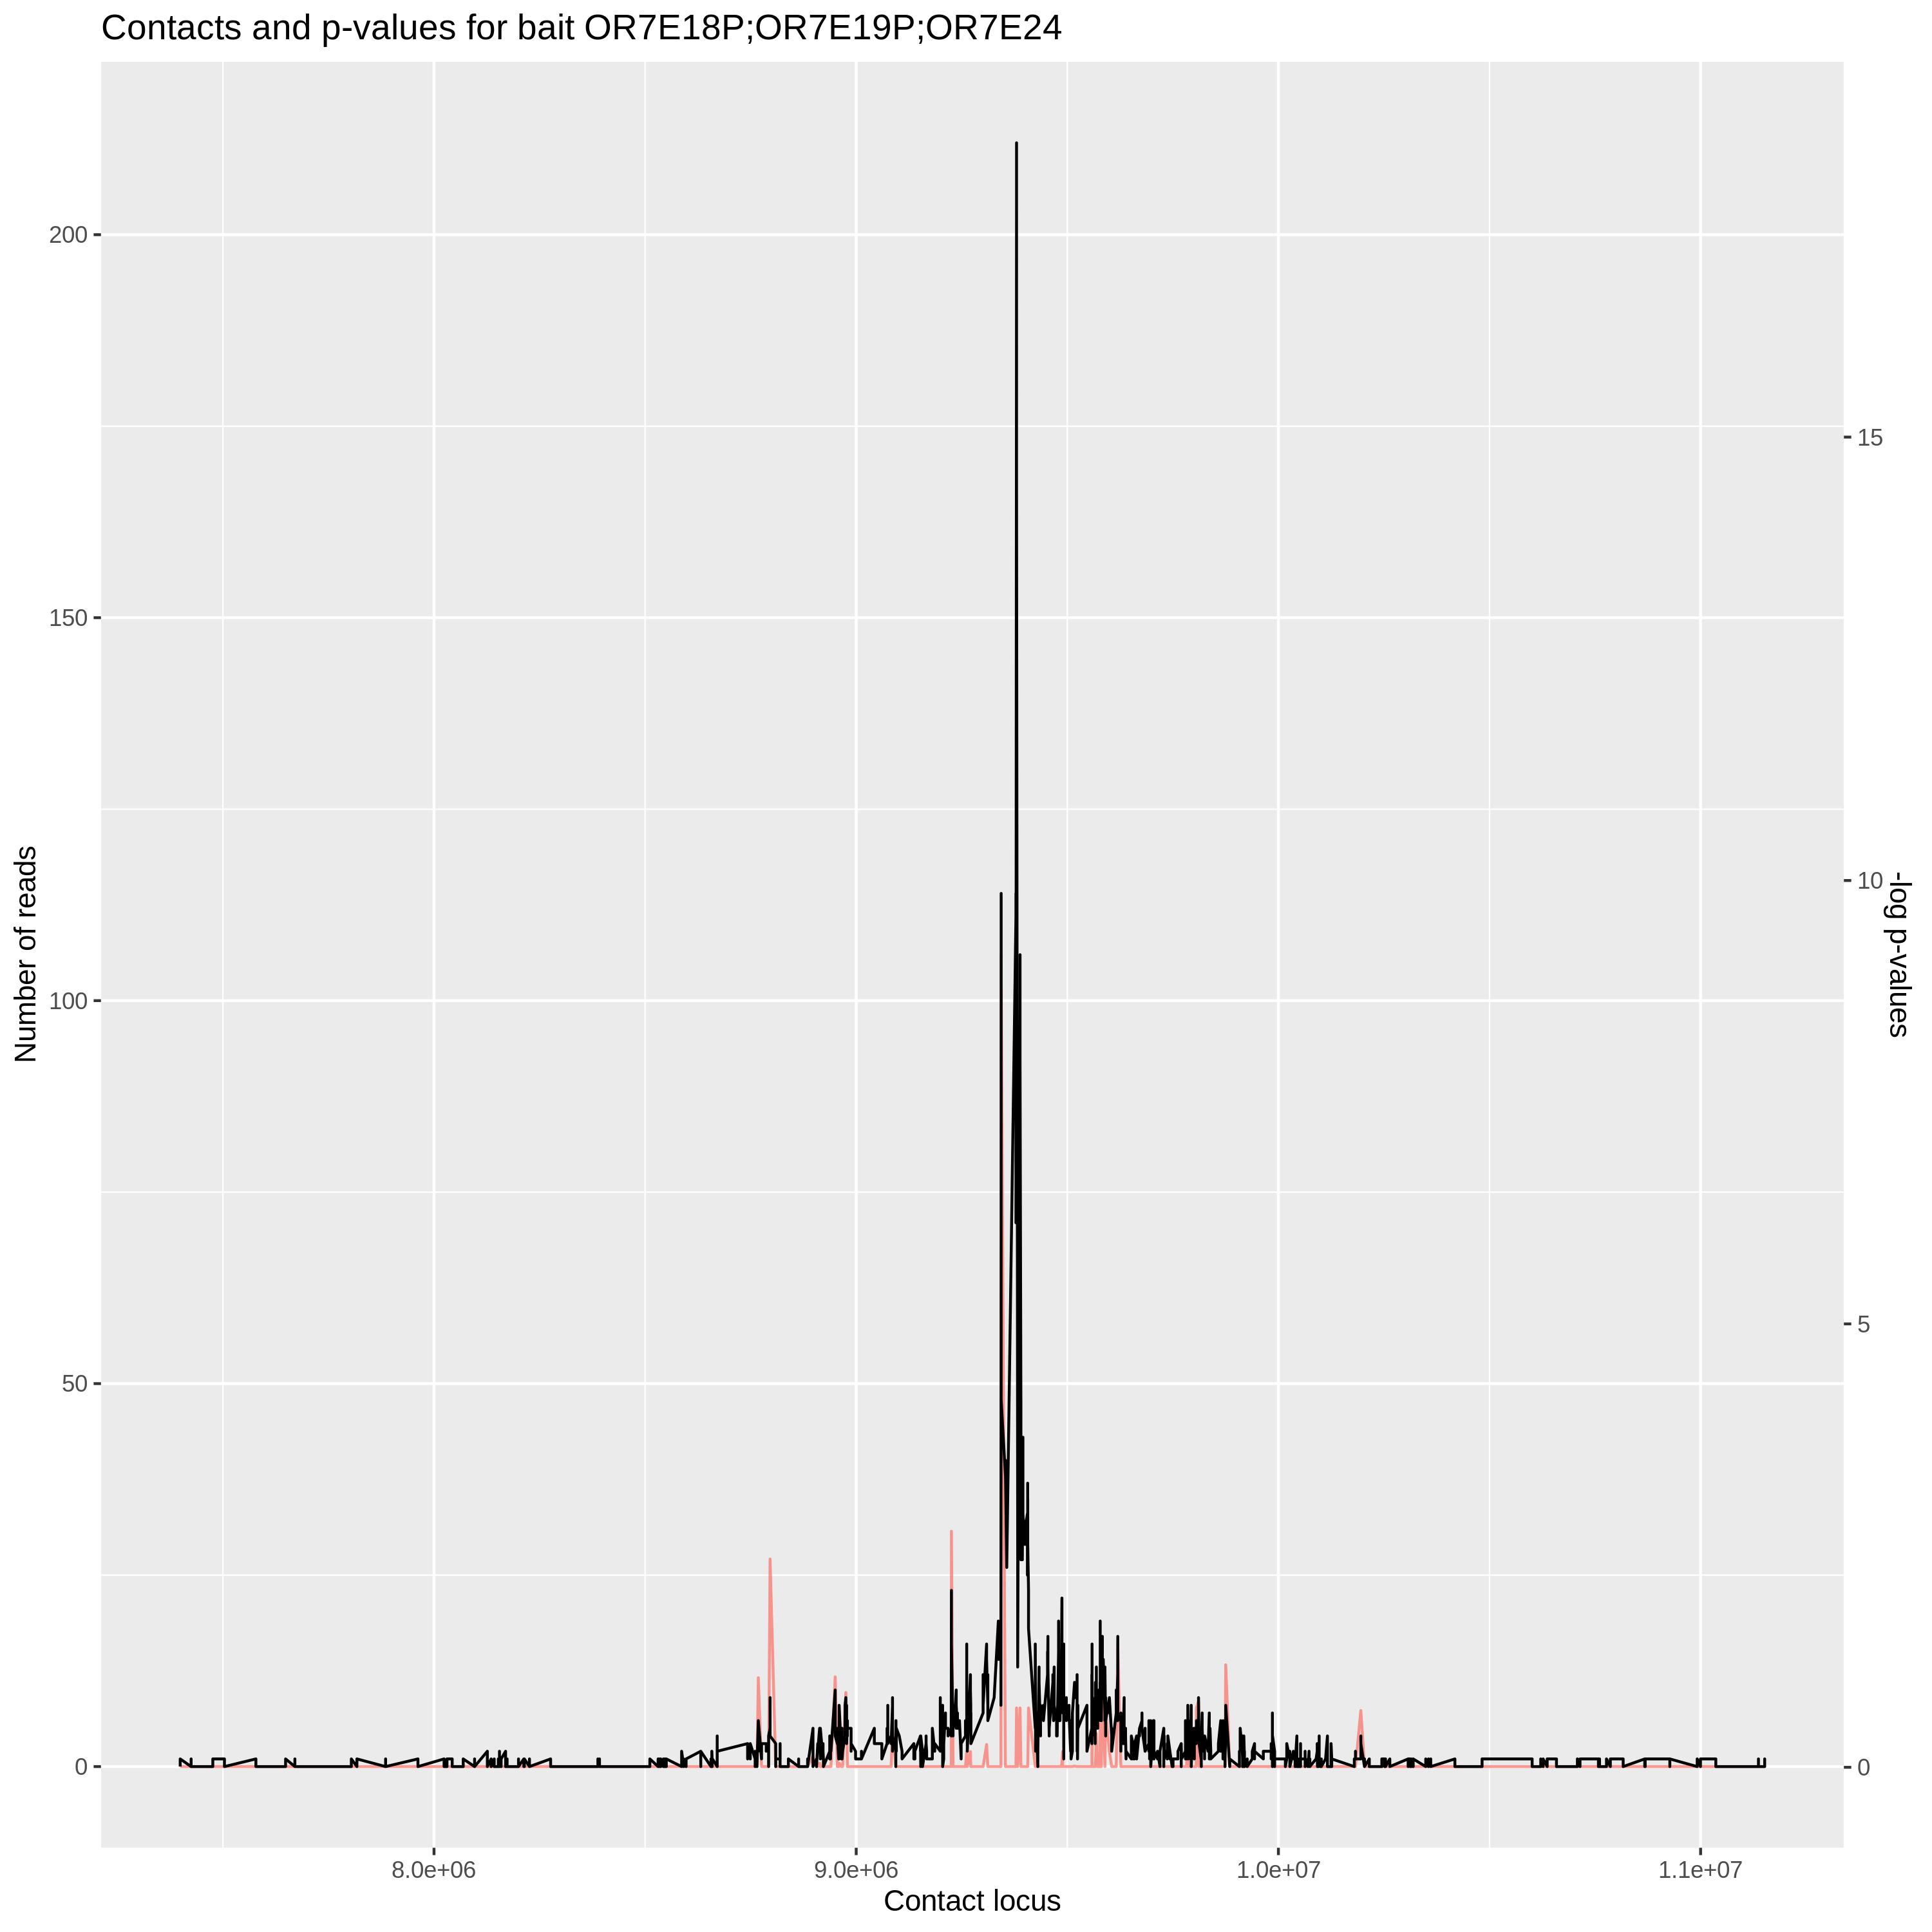 Contacts and p-values for bait OR7E18P;OR7E19P;OR7E24
200
150
100
50
0
15
10
5
0
Number of reads
-log p-values
8.0e+06
9.0e+06
1.0e+07
1.1e+07
Contact locus